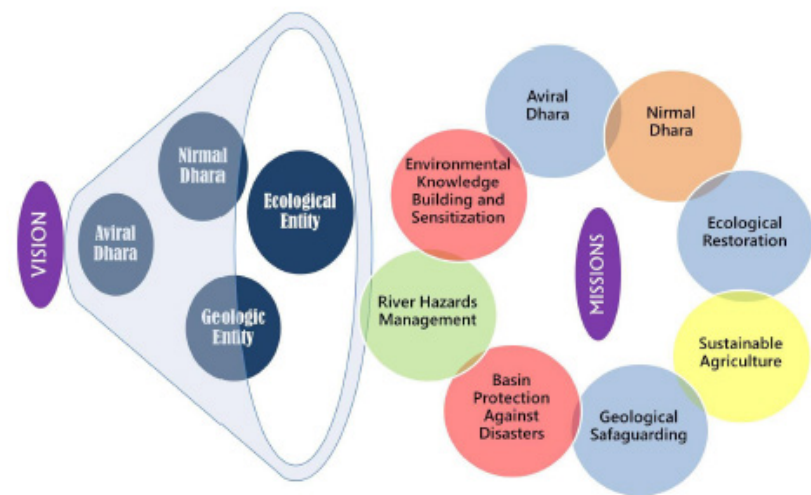 VISION
Aviral
Dhara
Nirmal
Dhara
Ecological
Entity
Geologic
Entity
MISSIONS
Aviral
Dhara
Nirmal
Dhara
Ecological
Restoration
Sustainable
Agriculture
Geological
Safaguarding
Basin
Protection
Against
Disasters
River Hazards
Management
Environmental
Knowledge
Building and
Sensitization